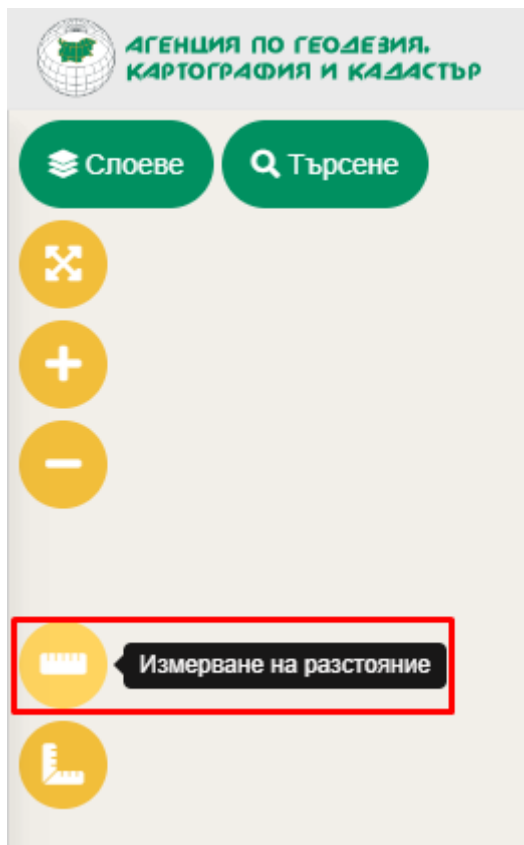 АГЕНЦИЯ ПО ГЕОДЕЗИЯ,
КАРТОГРАФИЯ И КАДАСТЪР
Слоеве
Търсене
Измерване на разстояние